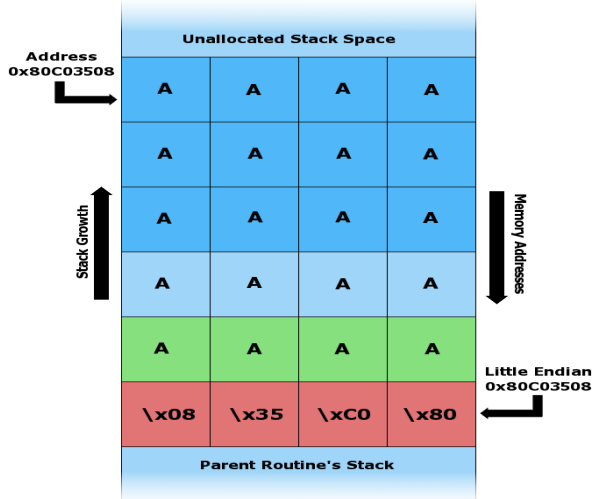 Unallocated Stack Space
Address
0x80C03508
A A A A
A A A A
A A A A
A A A A
A A A A
\x08 \x35 \xC0 \x80
Stack Growth
Memory Addresses
Little Endian
0x80C03508
Parent Routine's Stack